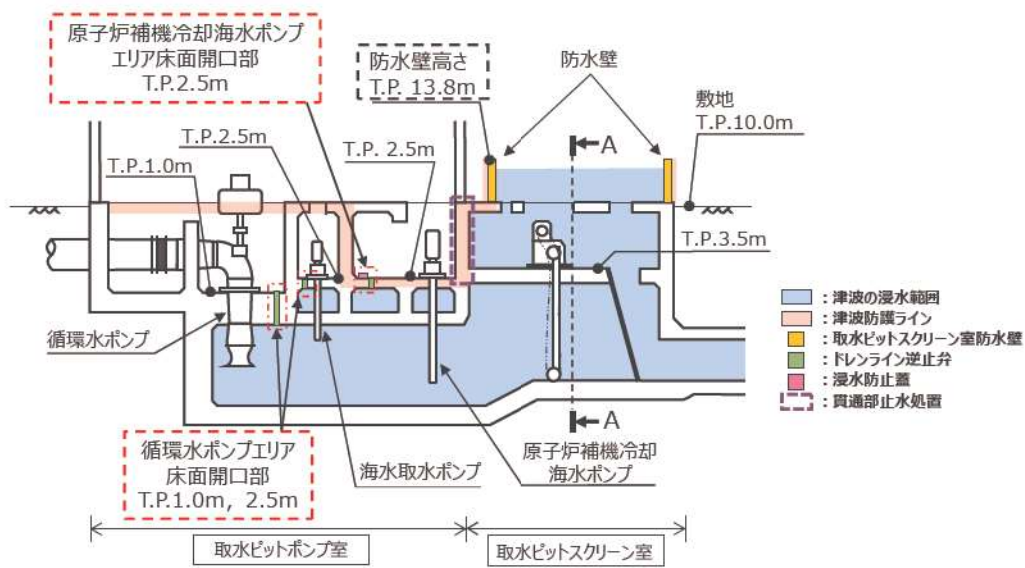 原子炉補機冷却海水ポンプ
エリア床面開口部
T.P.2.5m
防水壁高さ
T.P. 13.8m
防水壁
敷地
T.P.10.0m
A
T.P.2.5m
T.P. 2.5m
T.P.1.0m
T.P.3.5m
循環水ポンプ
：津波の浸水範囲
：津波防護ライン
：取水ピットスクリーン室防水壁
：ドレンライン逆止弁
：浸水防止蓋
：貫通部止水処置
A
循環水ポンプエリア
床面開口部
T.P.1.0m，2.5m
海水取水ポンプ
原子炉補機冷却
海水ポンプ
取水ピットポンプ室
取水ピットスクリーン室